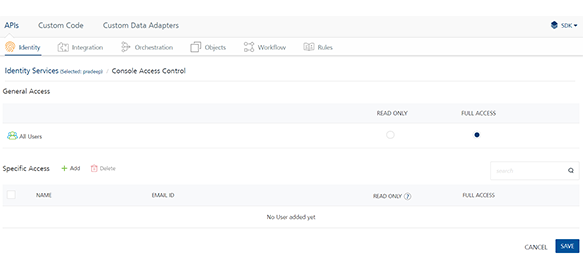 APIs Custom Code Custom Data Adapters SDK
Identity Integration Orchestration Objects Workflow Rules
Identity Services (Selected: pradeep) / Console Access Control
General Access
READ ONLY FULL ACCESS
All Users
Specific Access + Add Delete search
NAME EMAIL ID READ ONLY ? FULL ACCESS
No User added yet
CANCEL SAVE